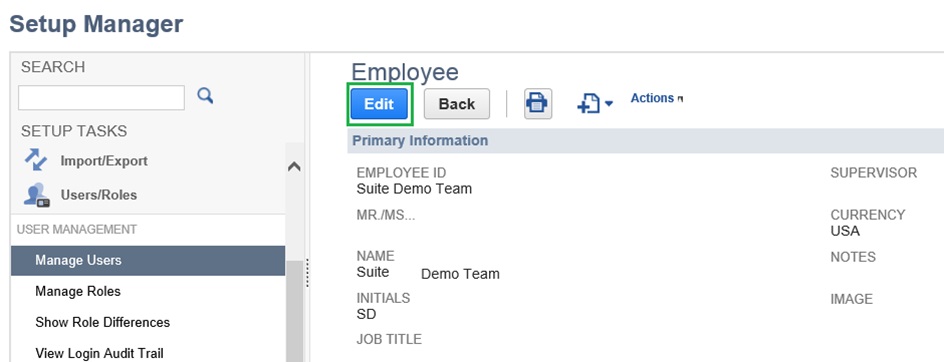 Setup Manager
SEARCH
SETUP TASKS
Import/Export
Users/Roles
USER MANAGEMENT
Manage Users
Manage Roles
Show Role Differences
View Login Audit Trail
Employee
Edit Back Actions
Primary Information
EMPLOYEE ID
Suite Demo Team
MR./MS...
NAME
Suite Demo Team
INITIALS
SD
JOB TITLE
SUPERVISOR
CURRENCY
USA
NOTES
IMAGE